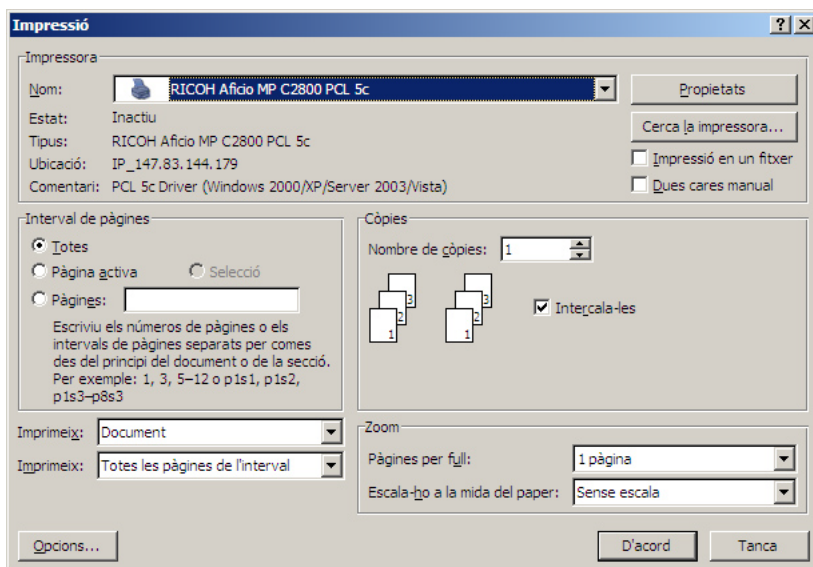 Impressió
Impressora
Nom: RICOH Aficio MP C2800 PCL 5c
Propietats
Estat: Inactiu
Cerca la impressora...
Tipus: RICOH Aficio MP C2800 PCL 5c
Ubicació: IP_147.83.144.179
Impressió en un fitxer
Comentari: PCL 5c Driver (Windows 2000/XP/Server 2003/Vista)
Dues cares manual
Interval de pàgines
Totes
Pàgina activa
Selecció
Pàgines:
Escriviu els números de pàgines o els
intervals de pàgines separats per comes
des del principi del document o de la secció.
Per exemple: 1, 3, 5–12 o p1s1, p1s2,
p1s3–p8s3
Còpies
Nombre de còpies: 1
3
2
1
3
2
1
Intercala-les
Imprimeix: Document
Imprimeix: Totes les pàgines de l'interval
Zoom
Pàgines per full: 1 pàgina
Escala-ho a la mida del paper: Sense escala
Opcions...
D'acord
Tanca